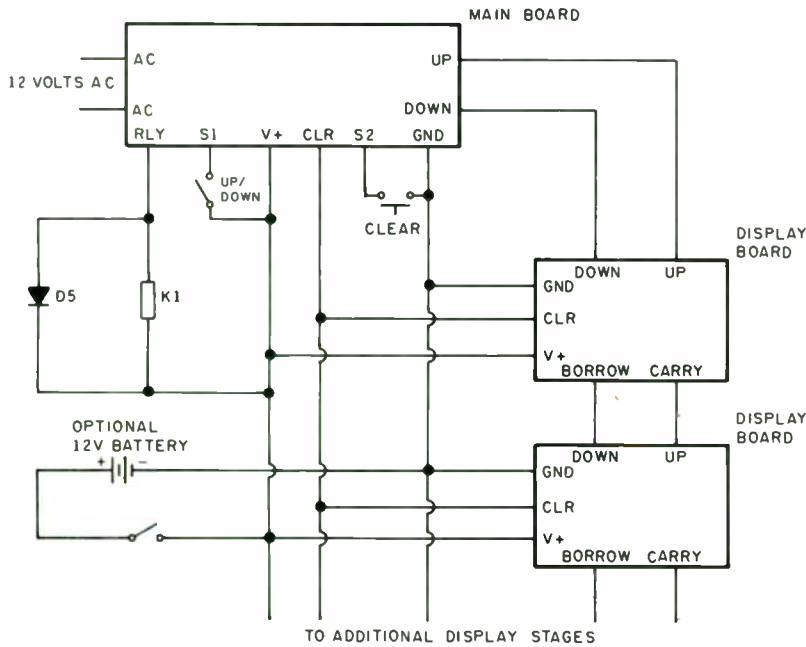 MAIN BOARD
AC
UP
12 VOLTS AC
AC
DOWN
RLY S1 V+ CLR S2 GND
UP/
DOWN
CLEAR
DISPLAY
BOARD
DOWN UP
GND
D5
K1
CLR
V+
BORROW CARRY
OPTIONAL
12V BATTERY
+ -
DISPLAY
BOARD
DOWN UP
GND
CLR
V+
BORROW CARRY
TO ADDITIONAL DISPLAY STAGES